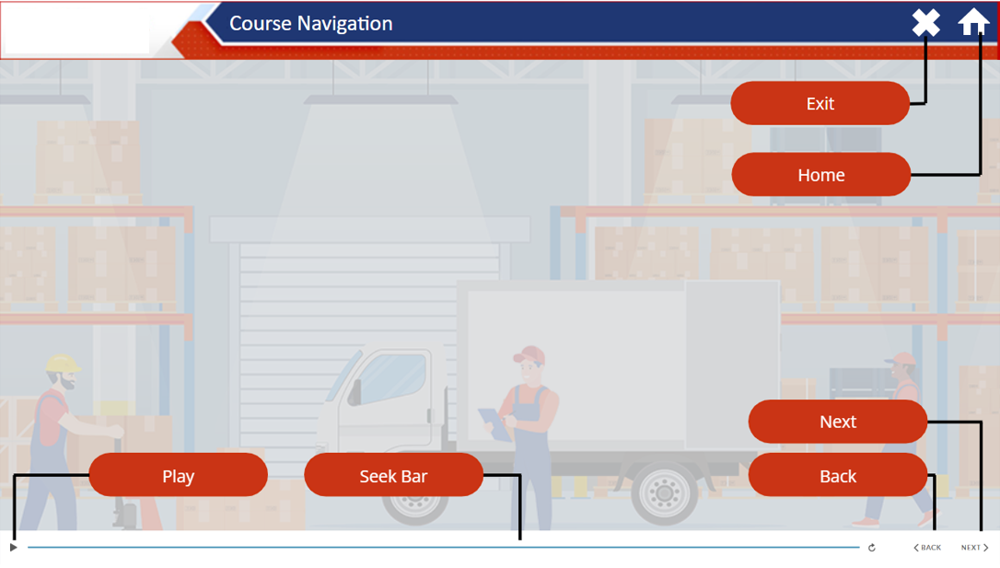 Course Navigation
Exit
Home
Next
Play
Seek Bar
Back
BACK
NEXT